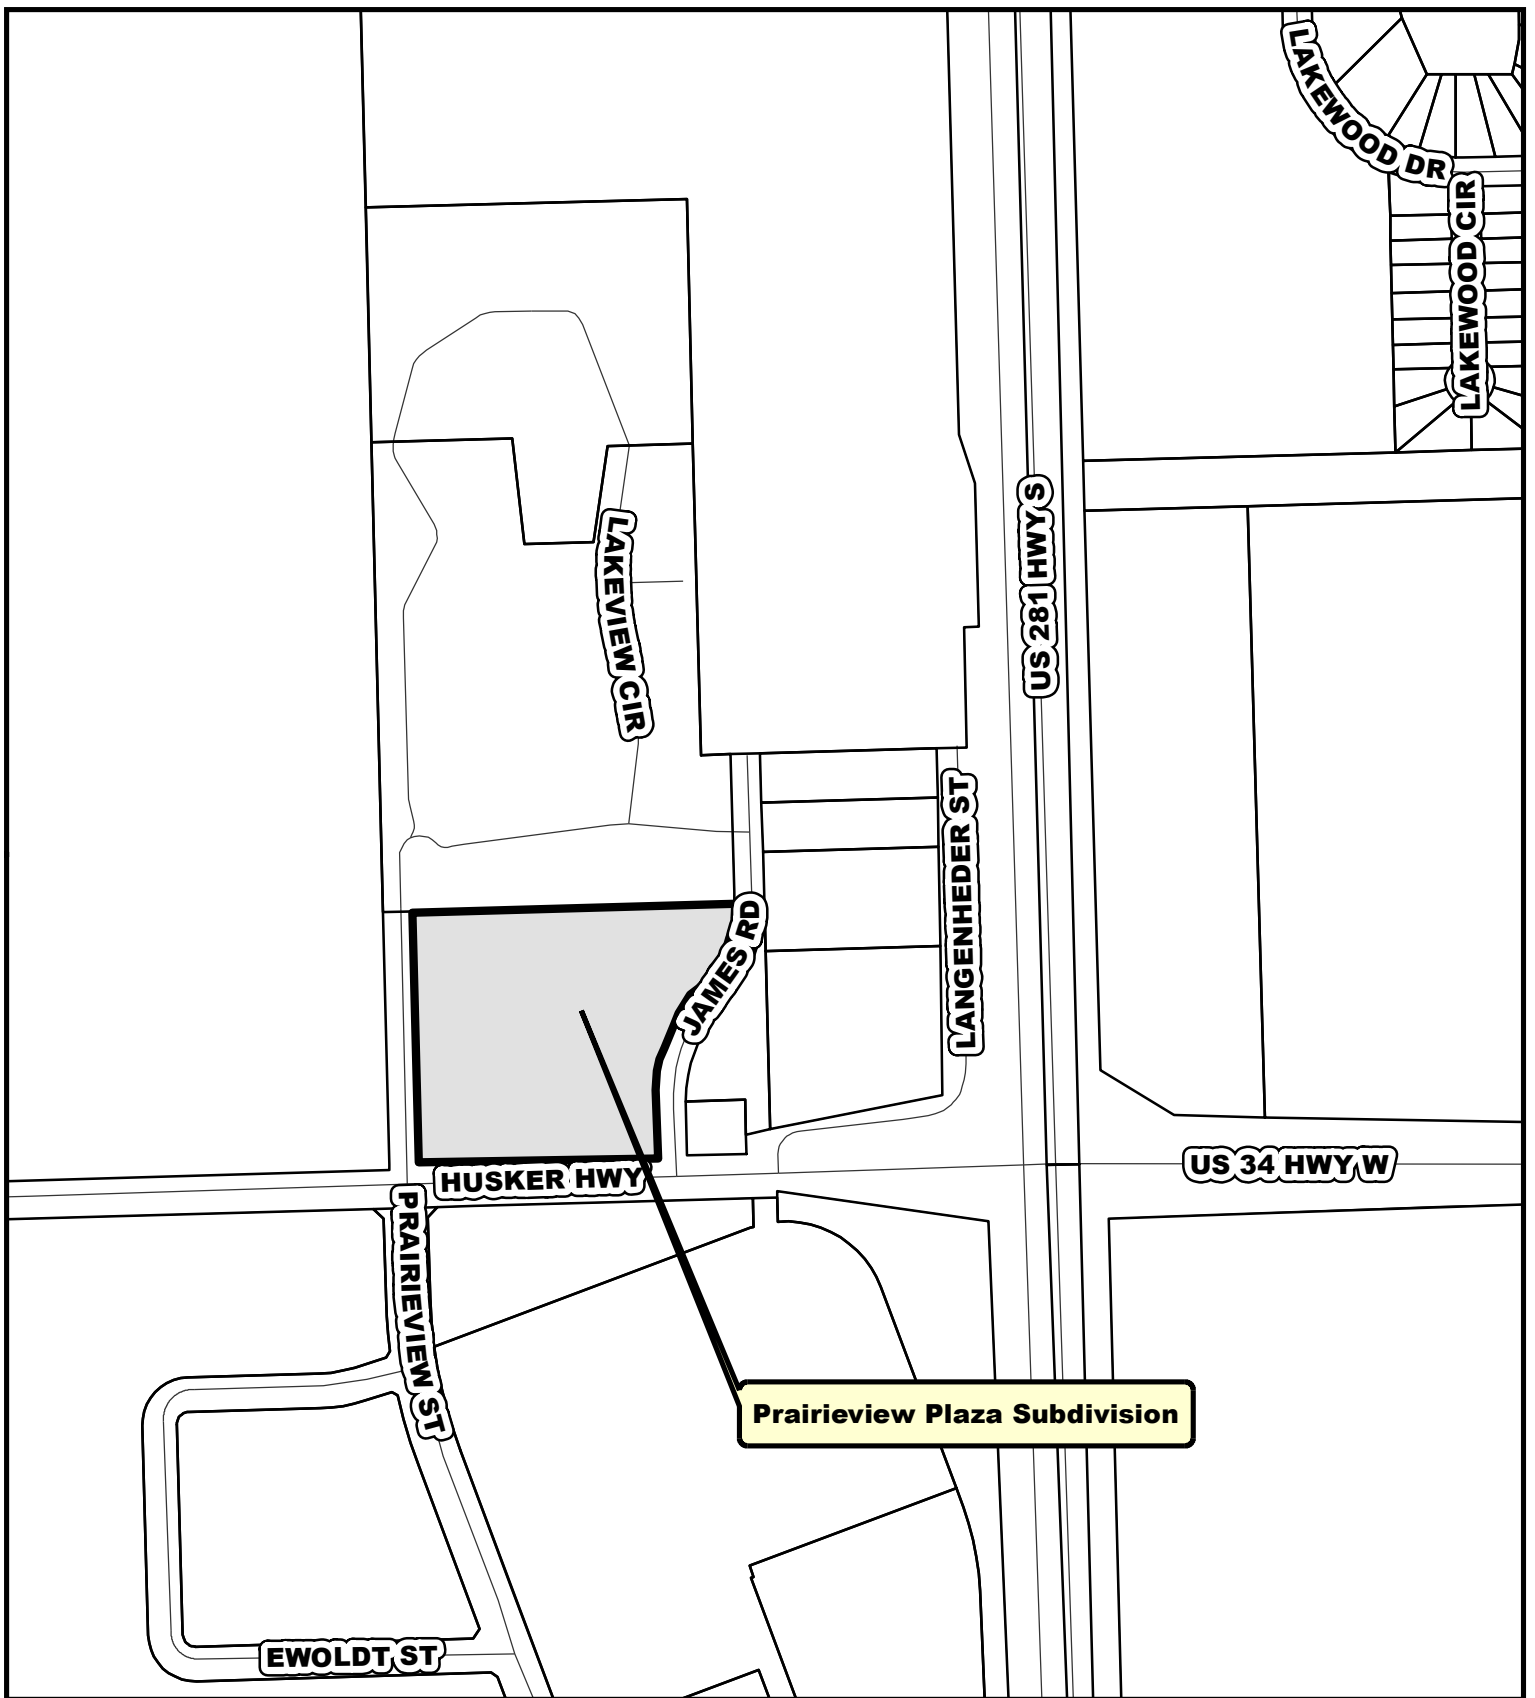 LAKEWOOD DR
LAKEWOOD CIR
US 281 HWY S
LAKEVIEW CIR
LANGENHEDER ST
JAMES RD
US 34 HWY W
HUSKER HWY
PRAIRIEVIEW ST
Prairieview Plaza Subdivision
EWOLDT ST